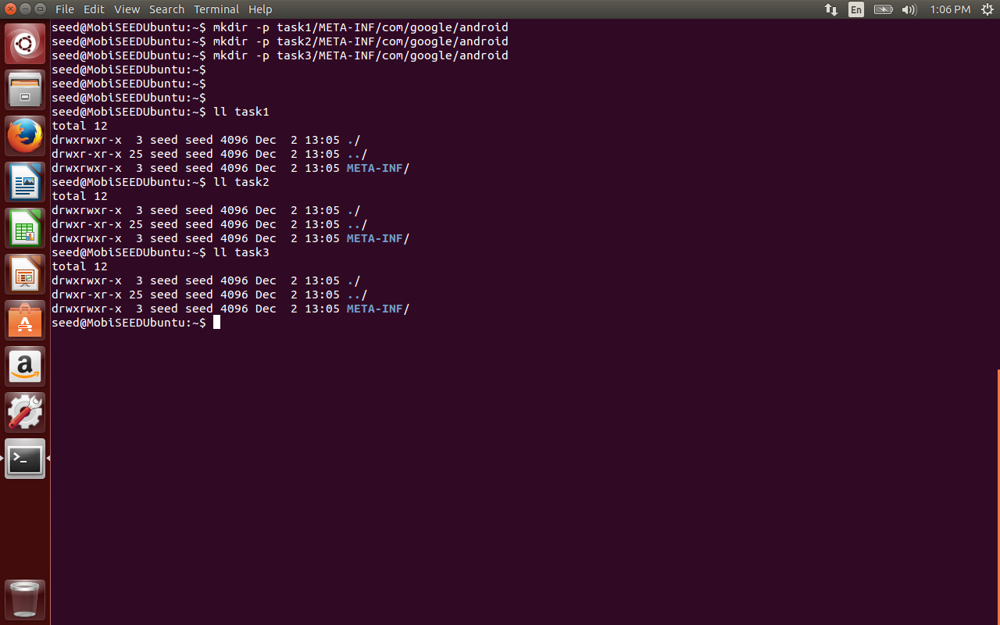 File Edit View Search Terminal Help En 1:06 PM
seed@MobiSEEDUbuntu:~$ mkdir -p task1/META-INF/com/google/android
seed@MobiSEEDUbuntu:~$ mkdir -p task2/META-INF/com/google/android
seed@MobiSEEDUbuntu:~$ mkdir -p task3/META-INF/com/google/android
seed@MobiSEEDUbuntu:~$
seed@MobiSEEDUbuntu:~$
seed@MobiSEEDUbuntu:~$
seed@MobiSEEDUbuntu:~$ ll task1
total 12
drwxrwxr-x  3 seed seed 4096 Dec  2 13:05 ./
drwxr-xr-x 25 seed seed 4096 Dec  2 13:05 ../
drwxrwxr-x  3 seed seed 4096 Dec  2 13:05 META-INF/
seed@MobiSEEDUbuntu:~$ ll task2
total 12
drwxrwxr-x  3 seed seed 4096 Dec  2 13:05 ./
drwxr-xr-x 25 seed seed 4096 Dec  2 13:05 ../
drwxrwxr-x  3 seed seed 4096 Dec  2 13:05 META-INF/
seed@MobiSEEDUbuntu:~$ ll task3
total 12
drwxrwxr-x  3 seed seed 4096 Dec  2 13:05 ./
drwxr-xr-x 25 seed seed 4096 Dec  2 13:05 ../
drwxrwxr-x  3 seed seed 4096 Dec  2 13:05 META-INF/
seed@MobiSEEDUbuntu:~$